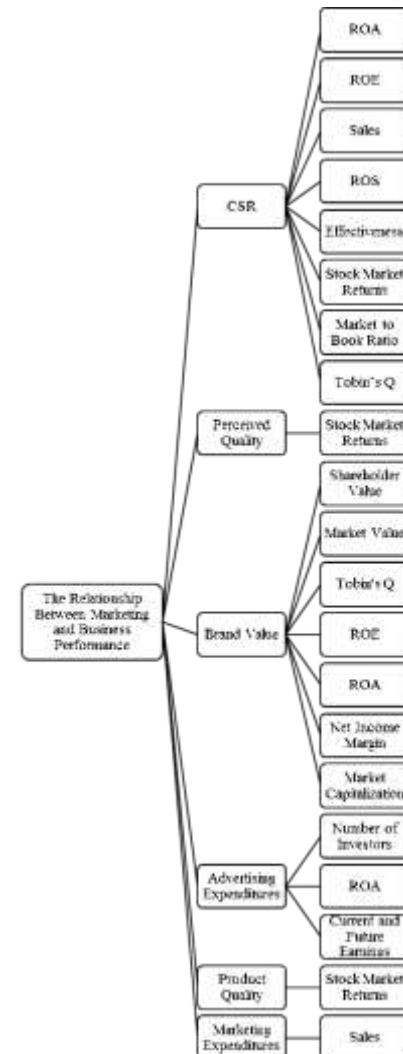 ROA
ROE
Sales
ROS
CSR
Effectiveness
Stock Market
Returns
Market to
Book Ratio
Tobin's Q
Perceived
Quality
Stock Market
Returns
Shareholder
Value
Market Value
Tobin's Q
The Relationship
Between Marketing
and Business
Performance
Brand Value
ROE
ROA
Net Income
Margin
Market
Capitalization
Number of
Investors
Advertising
Expenditures
ROA
Current and
Future
Earnings
Product
Quality
Stock Market
Returns
Marketing
Expenditures
Sales